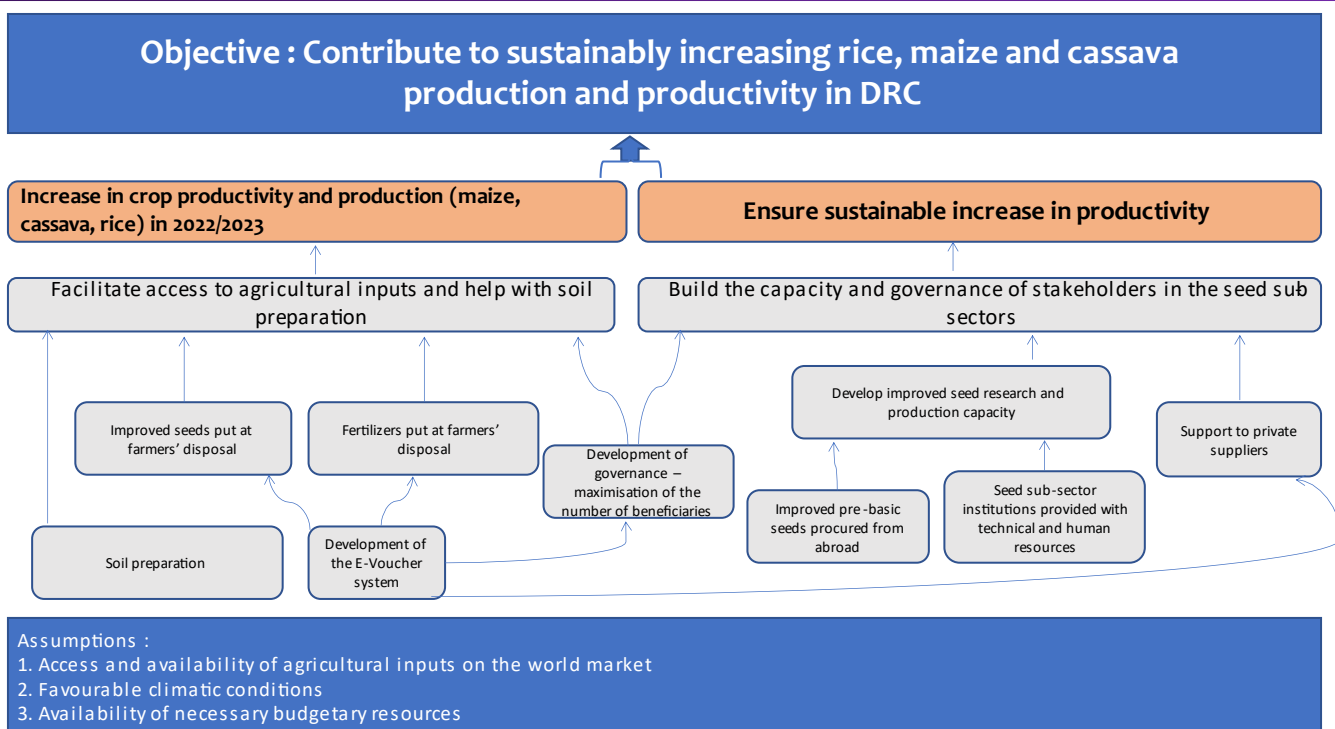 Objective : Contribute to sustainably increasing rice, maize and cassava
production and productivity in DRC
Increase in crop productivity and production (maize,
cassava, rice) in 2022/2023
Ensure sustainable increase in productivity
Facilitate access to agricultural inputs and help with soil
preparation
Build the capacity and governance of stakeholders in the seed sub-
sectors
Improved seeds put at
farmers’ disposal
Fertilizers put at farmers’
disposal
Development of
governance –
maximisation of the
number of beneficiaries
Develop improved seed research and
production capacity
Support to private
suppliers
Soil preparation
Development of
the E-Voucher
system
Improved pre-basic
seeds procured from
abroad
Seed sub-sector
institutions provided with
technical and human
resources
Assumptions :
1. Access and availability of agricultural inputs on the world market
2. Favourable climatic conditions
3. Availability of necessary budgetary resources